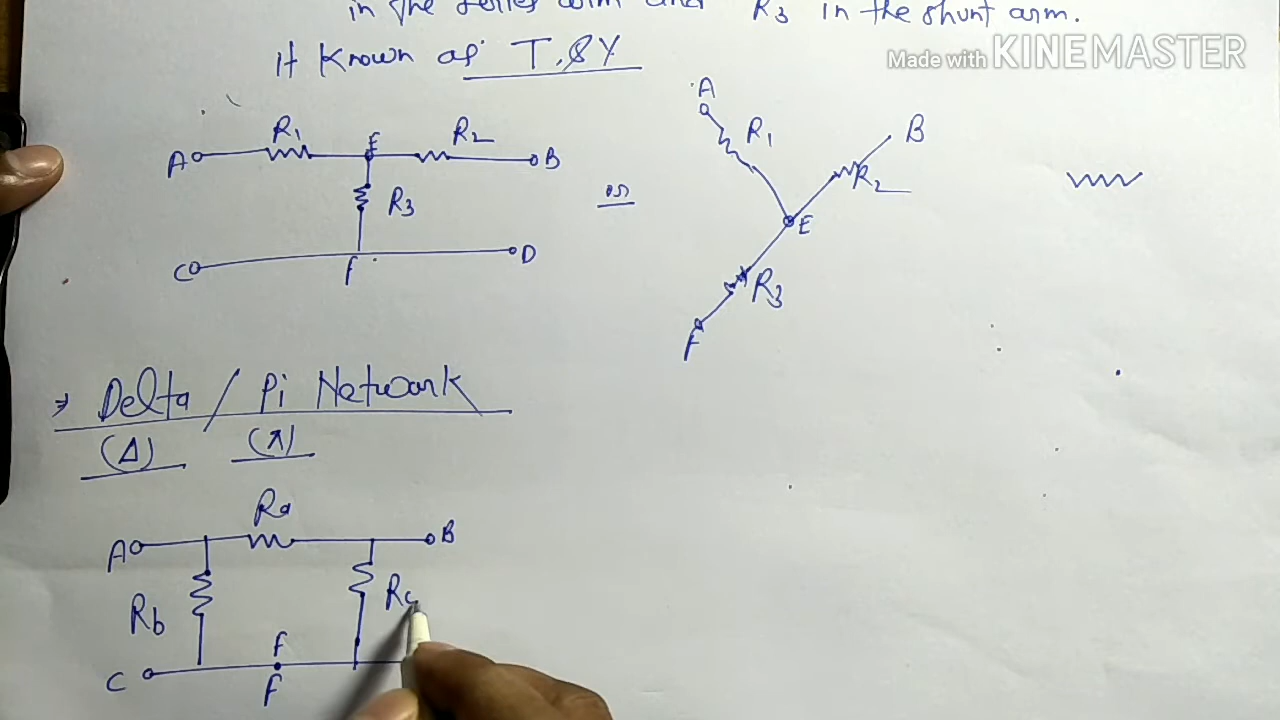 in the series arm and R3 in the shunt arm.
it known as T, & Y
Made with KINEMASTER
A R1 E R2 B
R3
C F D
or
A
R1
B
R2
E
R3
F
Delta / Pi Network
(Δ) (π)
Ra
A B
Rb Rc
C F
F